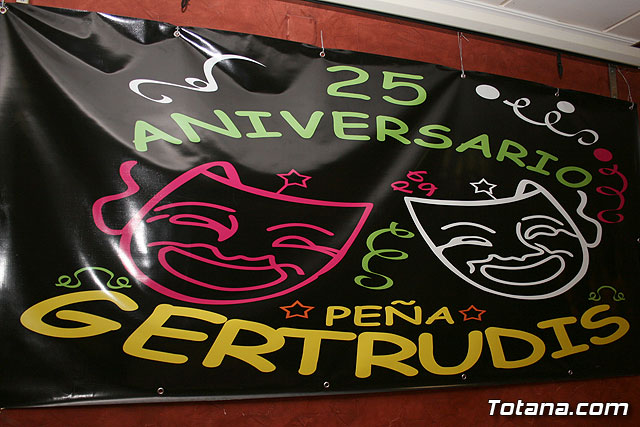 25
ANIVERSARIO
PEÑA
GERTRUDIS
Totana.com